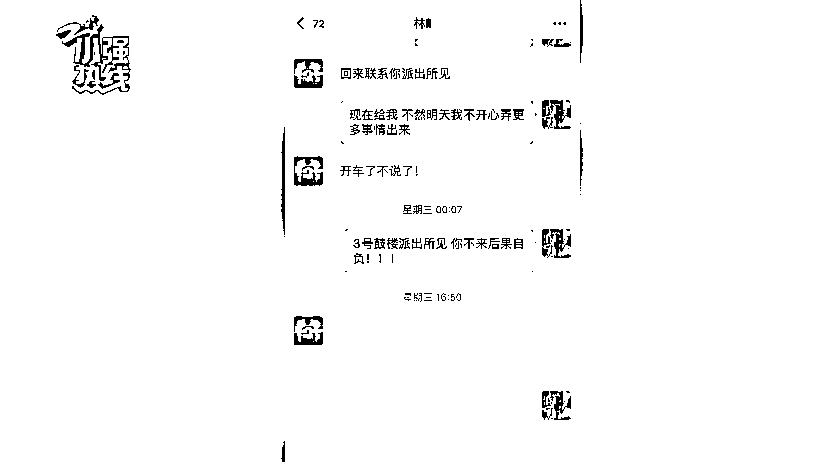 小强热线
72
林
回来联系你派出所见
现在给我 不然明天我不开心弄更
多事情出来
开车了不说了!
星期三 00:07
3号鼓楼派出所见 你不来后果自
负!!!
星期三 16:50